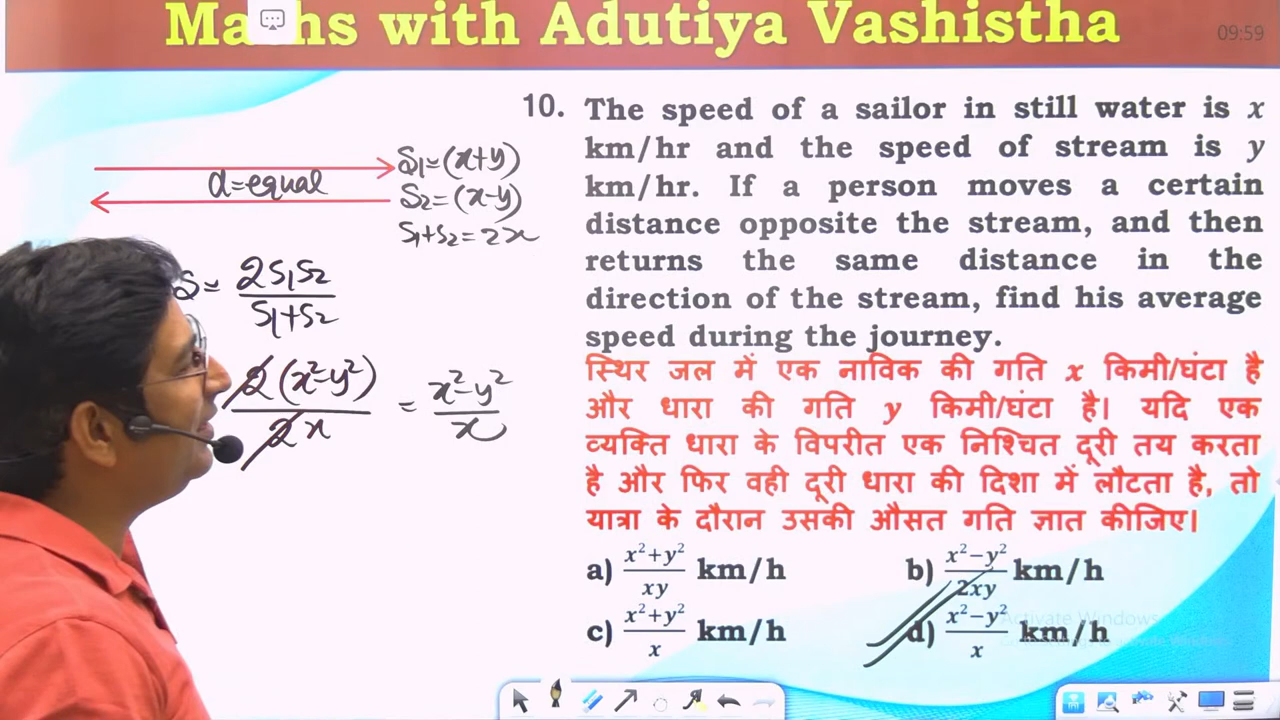 Maths with Adutiya Vashistha
09:59
10. The speed of a sailor in still water is x
km/hr and the speed of stream is y
km/hr. If a person moves a certain
distance opposite the stream, and then
returns the same distance in the
direction of the stream, find his average
speed during the journey.
स्थिर जल में एक नाविक की गति x किमी/घंटा है
और धारा की गति y किमी/घंटा है। यदि एक
व्यक्ति धारा के विपरीत एक निश्चित दूरी तय करता
है और फिर वही दूरी धारा की दिशा में लौटता है, तो
यात्रा के दौरान उसकी औसत गति ज्ञात कीजिए।
a) x²+y²/xy km/h
b) x²−y²/2xy km/h
c) x²+y²/x km/h
d) x²−y²/x km/h
S₁=(x+y)
d=equal
S₂=(x-y)
S₁+S₂=2x
S= 2S₁S₂/S₁+S₂
2(x²-y²)/2x = x²-y²/x
Activate Windows